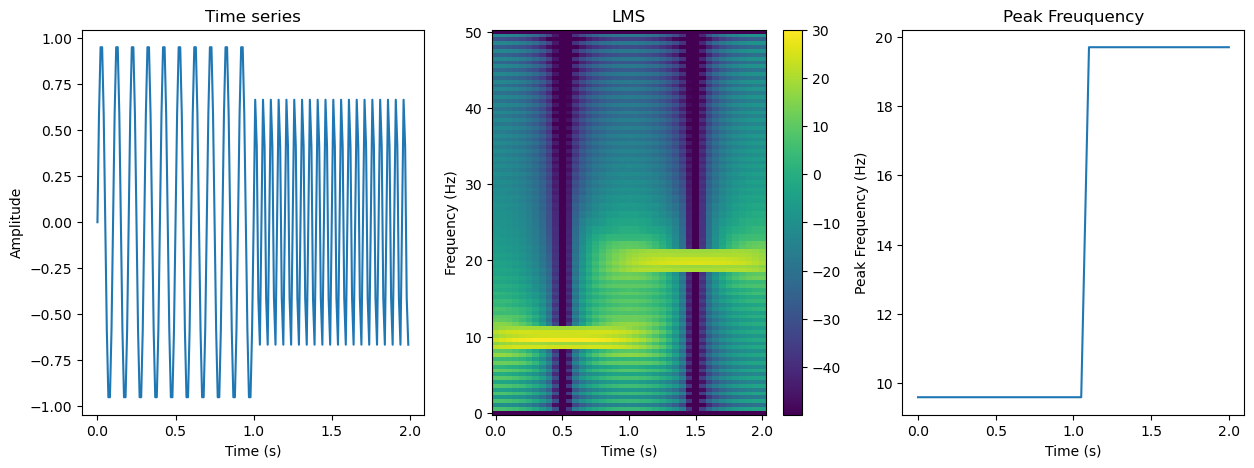 Time series
1.00
0.75
0.50
0.25
0.00
−0.25
−0.50
−0.75
−1.00
Amplitude
0.0 0.5 1.0 1.5 2.0
Time (s)
LMS
50
40
30
20
10
0
Frequency (Hz)
0.0 0.5 1.0 1.5 2.0
Time (s)
30
20
10
0
−10
−20
−30
−40
Peak Freuquency
20
18
16
14
12
10
Peak Frequency (Hz)
0.0 0.5 1.0 1.5 2.0
Time (s)